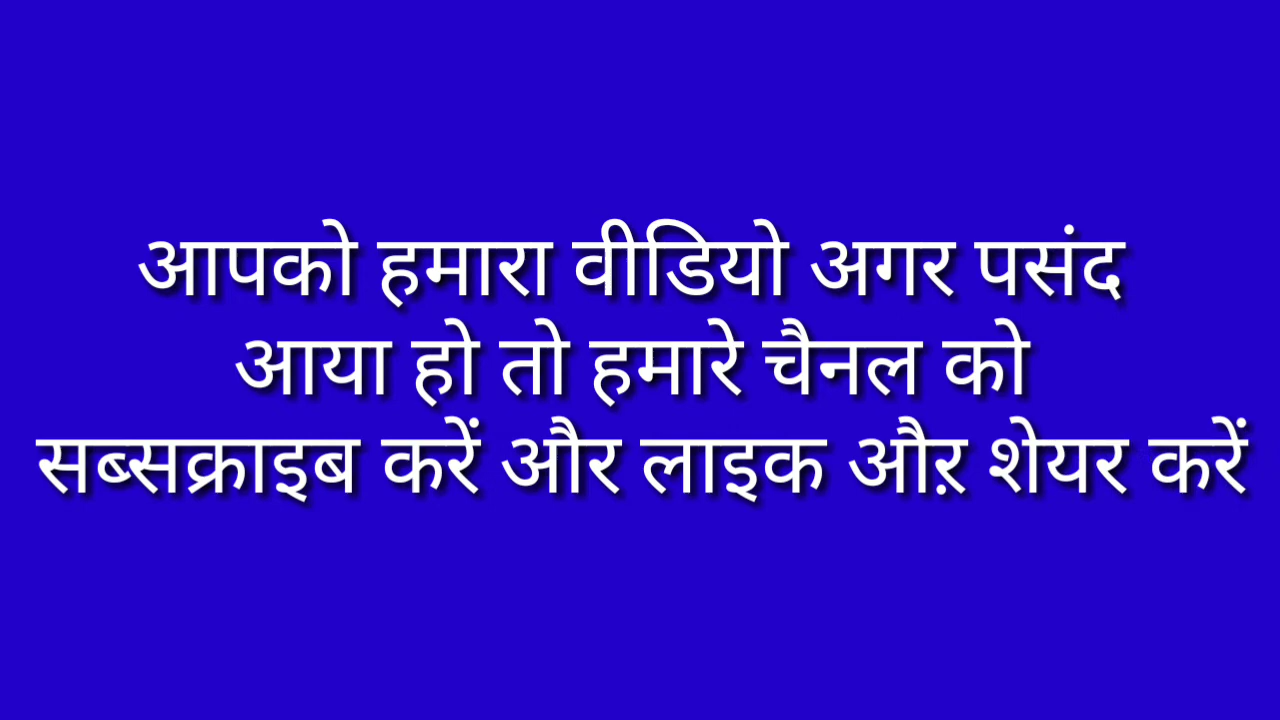 आपको हमारा वीडियो अगर पसंद
आया हो तो हमारे चैनल को
सब्सक्राइब करें और लाइक औऱ शेयर करें